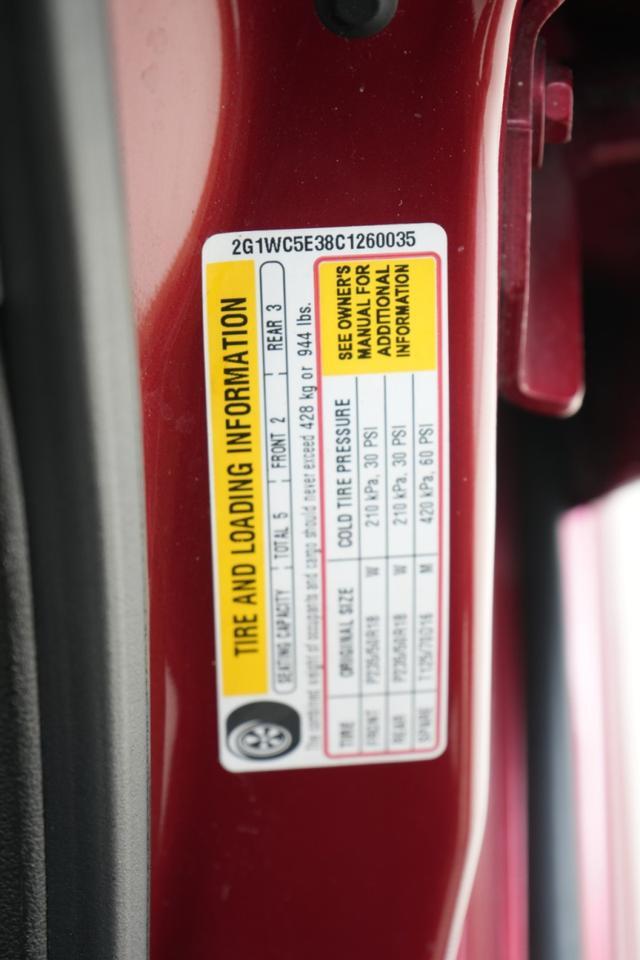 2G1WC5E38C1260035
TIRE AND LOADING INFORMATION
SEATING CAPACITY TOTAL 5 FRONT 2 REAR 3
The combined weight of occupants and cargo should never exceed 428 kg or 944 lbs.
TIRE ORIGINAL SIZE COLD TIRE PRESSURE
FRONT P235/50R18 W 210 kPa, 30 PSI
REAR P235/50R18 W 210 kPa, 30 PSI
SPARE T125/70D16 M 420 kPa, 60 PSI
SEE OWNER'S
MANUAL FOR
ADDITIONAL
INFORMATION